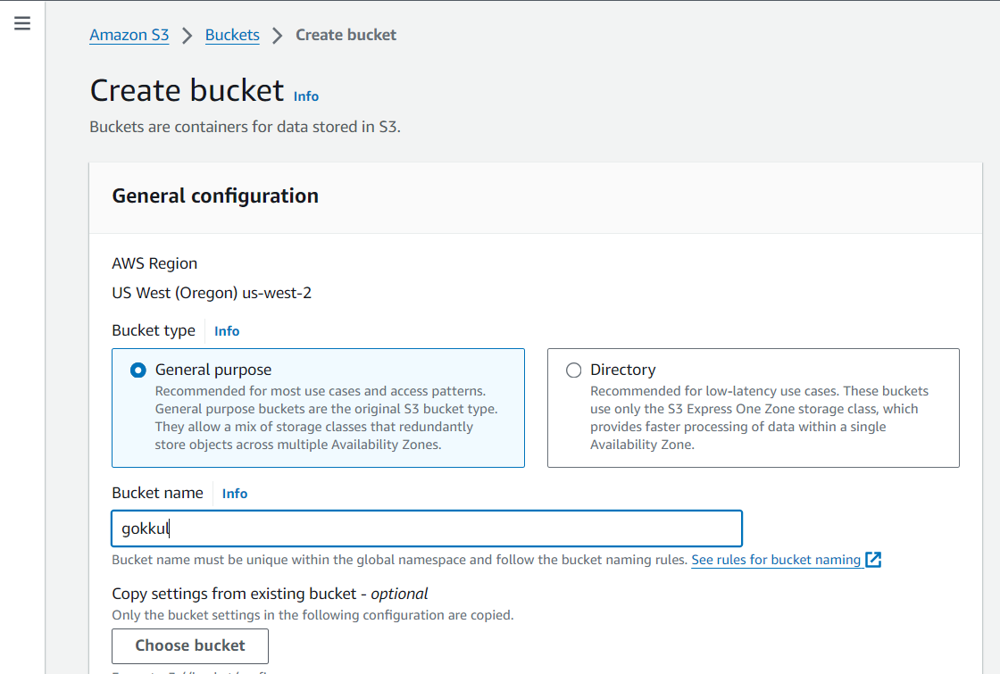 Amazon S3 > Buckets > Create bucket
Create bucket Info
Buckets are containers for data stored in S3.
General configuration
AWS Region
US West (Oregon) us-west-2
Bucket type Info
General purpose
Recommended for most use cases and access patterns.
General purpose buckets are the original S3 bucket type.
They allow a mix of storage classes that redundantly
store objects across multiple Availability Zones.
Directory
Recommended for low-latency use cases. These buckets
use only the S3 Express One Zone storage class, which
provides faster processing of data within a single
Availability Zone.
Bucket name Info
gokkul
Bucket name must be unique within the global namespace and follow the bucket naming rules. See rules for bucket naming
Copy settings from existing bucket - optional
Only the bucket settings in the following configuration are copied.
Choose bucket